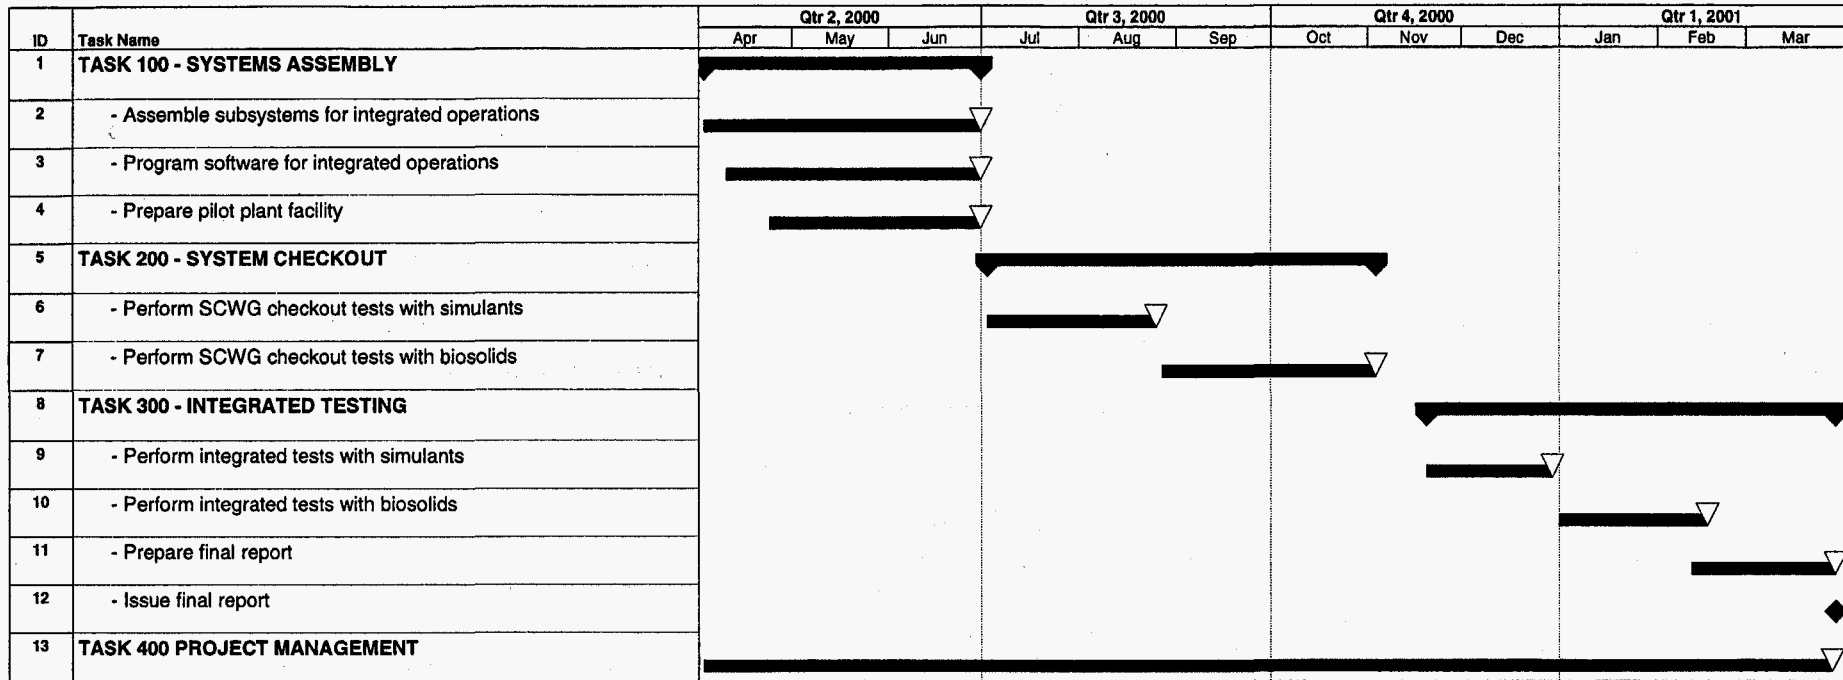 Qtr 2, 2000 Qtr 3, 2000 Qtr 4, 2000 Qtr 1, 2001
ID Task Name Apr May Jun Jul Aug Sep Oct Nov Dec Jan Feb Mar
1 TASK 100 - SYSTEMS ASSEMBLY
2 - Assemble subsystems for integrated operations
3 - Program software for integrated operations
4 - Prepare pilot plant facility
5 TASK 200 - SYSTEM CHECKOUT
6 - Perform SCWG checkout tests with simulants
7 - Perform SCWG checkout tests with biosolids
8 TASK 300 - INTEGRATED TESTING
9 - Perform integrated tests with simulants
10 - Perform integrated tests with biosolids
11 - Prepare final report
12 - Issue final report
13 TASK 400 PROJECT MANAGEMENT